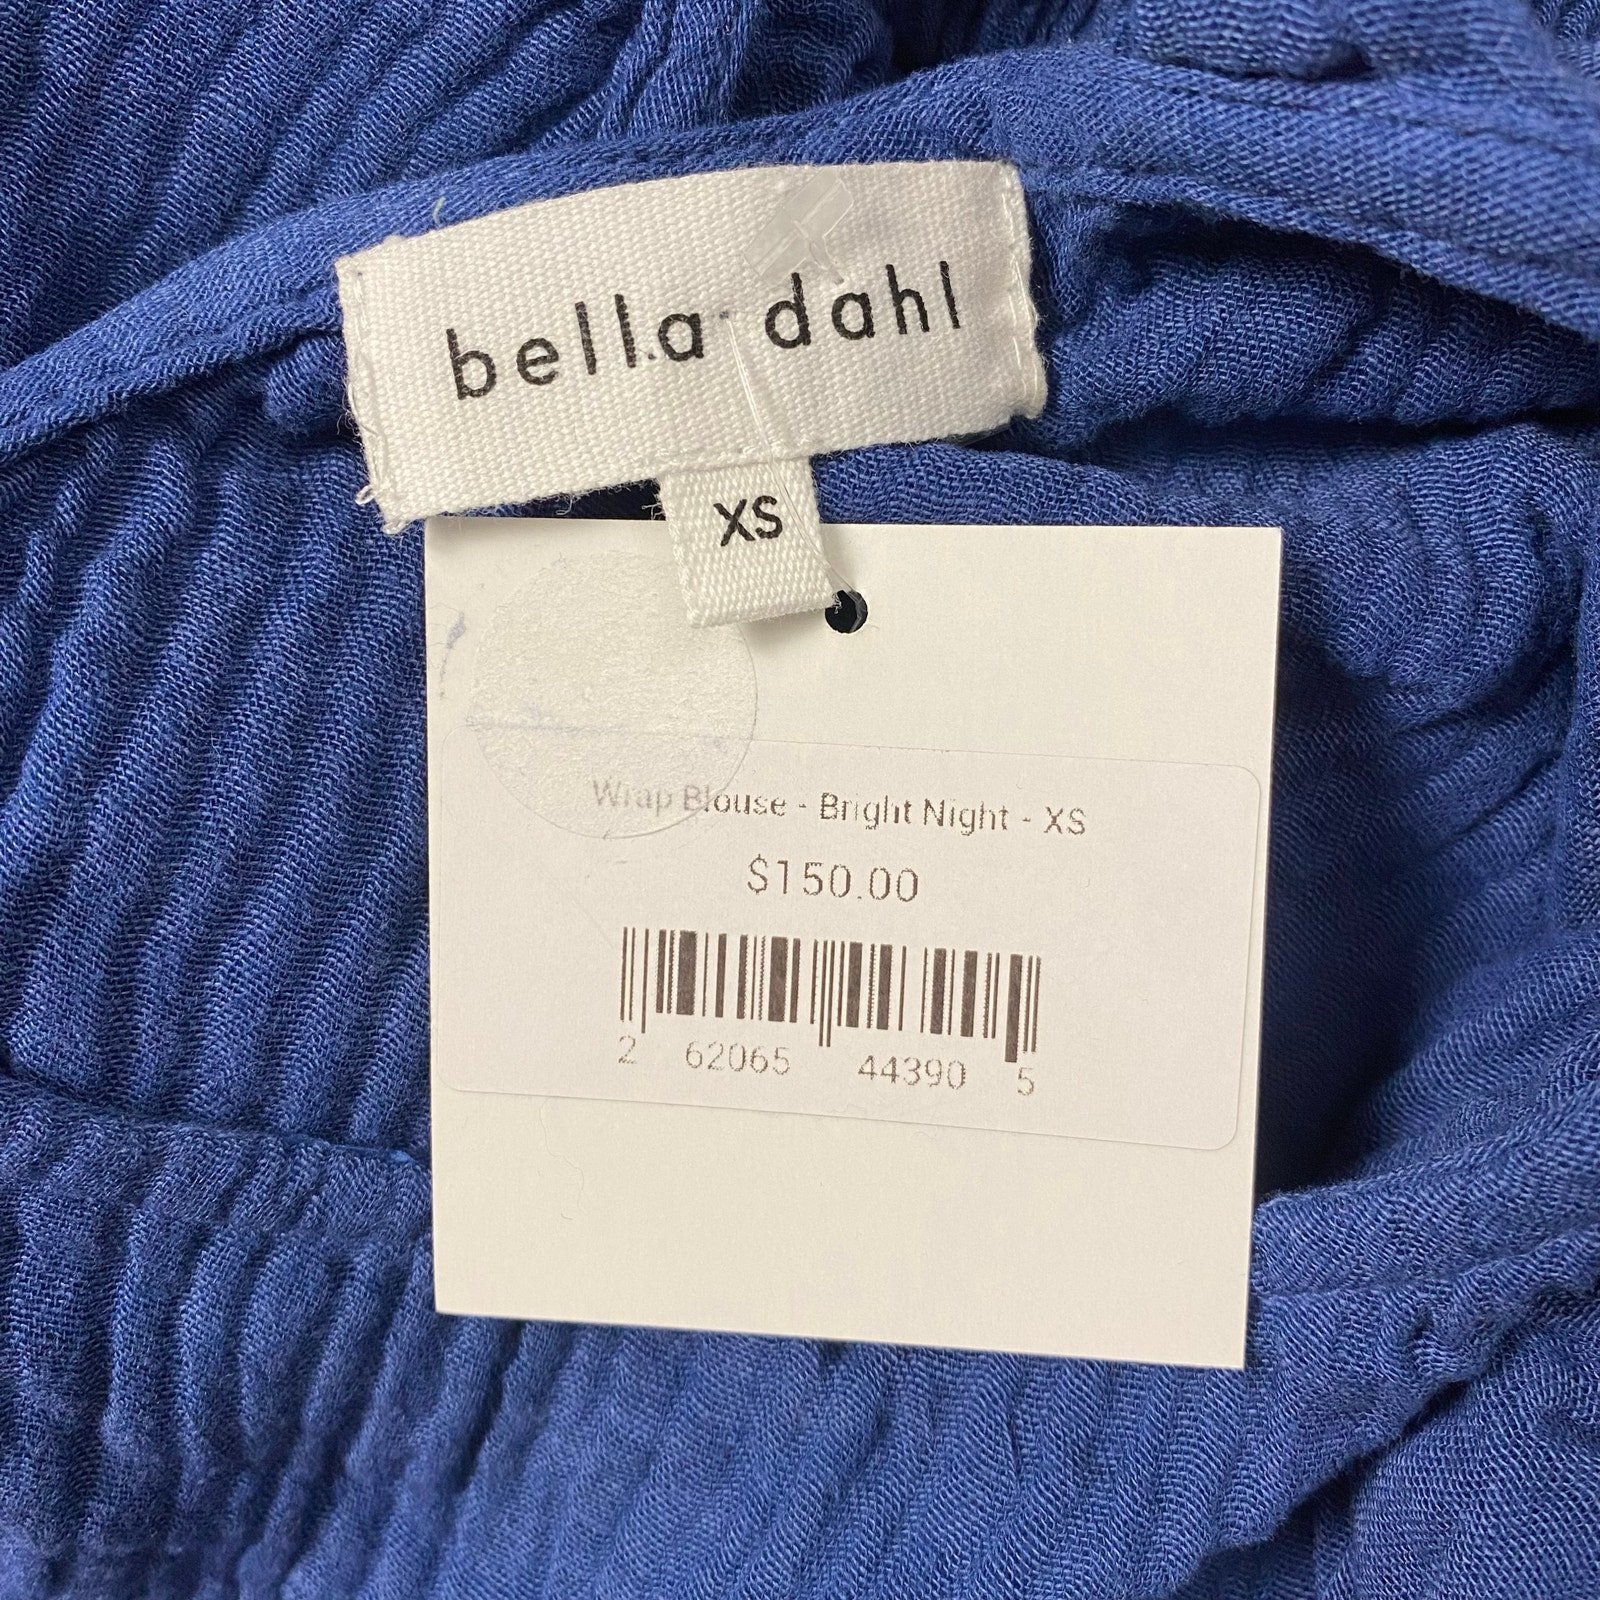 bella dahl
XS
Wrap Blouse - Bright Night - XS
$150.00
2 62065 44390 5